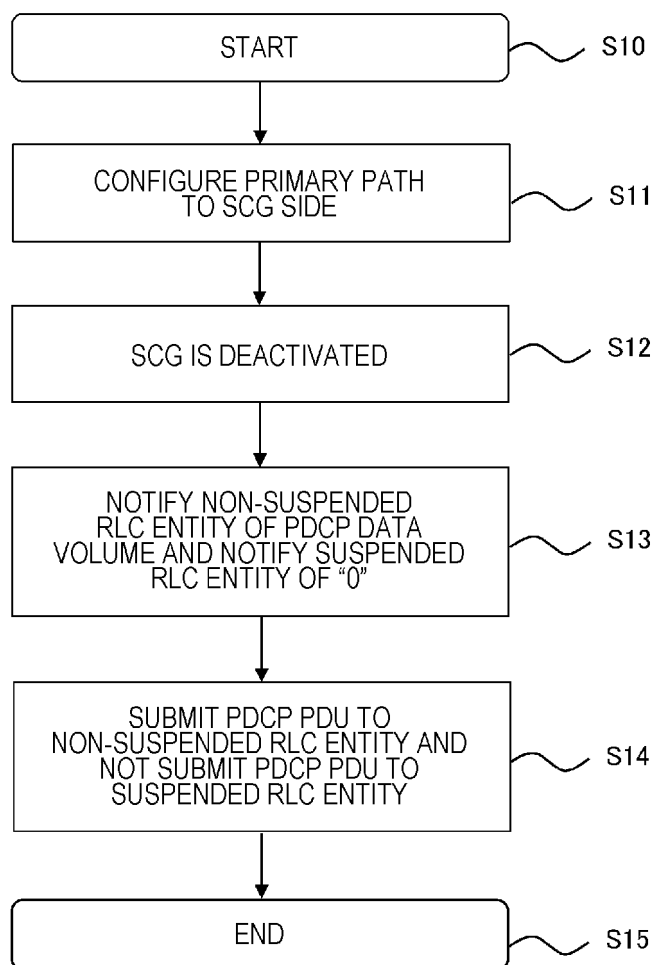 START
S10
CONFIGURE PRIMARY PATH
TO SCG SIDE
S11
SCG IS DEACTIVATED
S12
NOTIFY NON-SUSPENDED
RLC ENTITY OF PDCP DATA
VOLUME AND NOTIFY SUSPENDED
RLC ENTITY OF “0”
S13
SUBMIT PDCP PDU TO
NON-SUSPENDED RLC ENTITY AND
NOT SUBMIT PDCP PDU TO
SUSPENDED RLC ENTITY
S14
END
S15